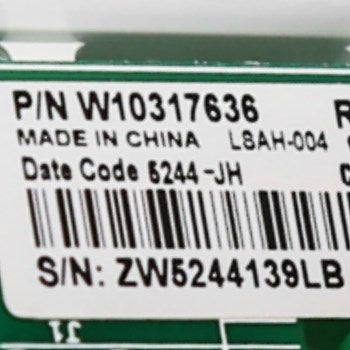 P/N W10317636 R
MADE IN CHINA LSAH-004
Date Code 5244-JH
S/N: ZW5244139LB